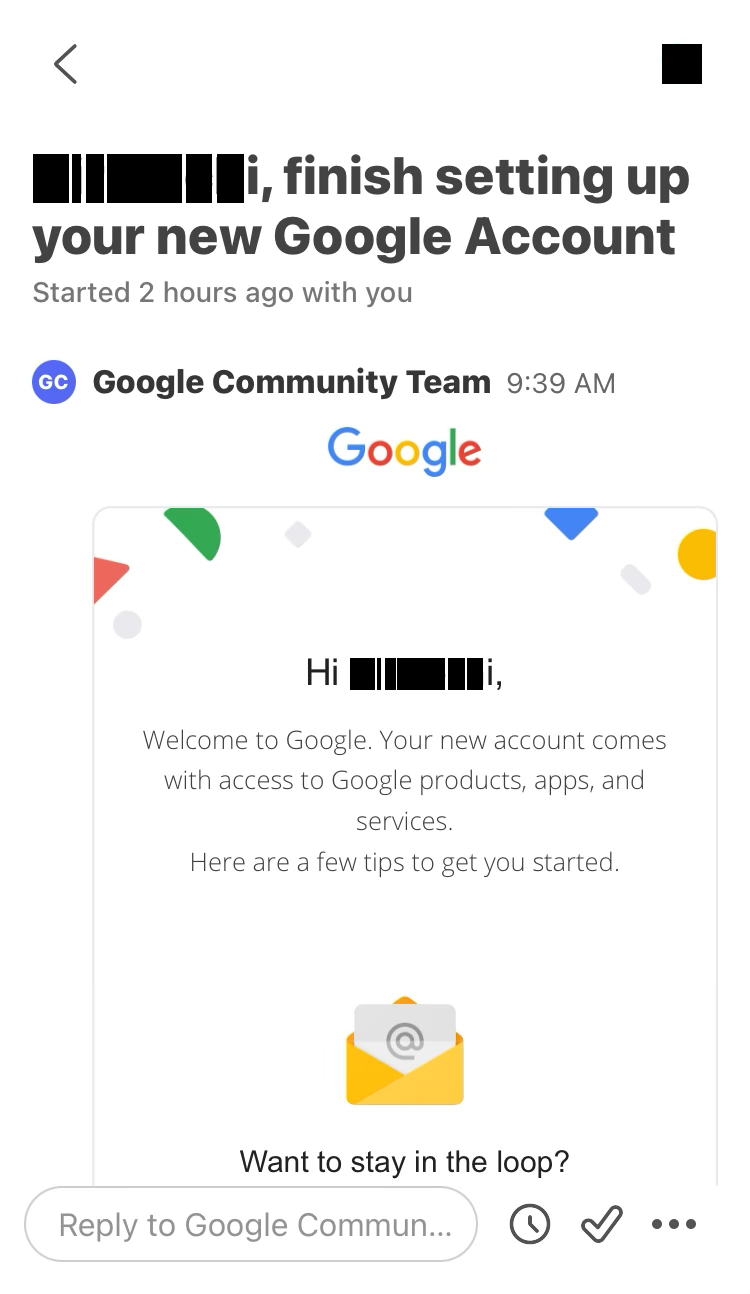 i, finish setting up
your new Google Account
Started 2 hours ago with you
GC Google Community Team 9:39 AM
Google
Hi i,
Welcome to Google. Your new account comes
with access to Google products, apps, and
services.
Here are a few tips to get you started.
@
Want to stay in the loop?
Reply to Google Commun...